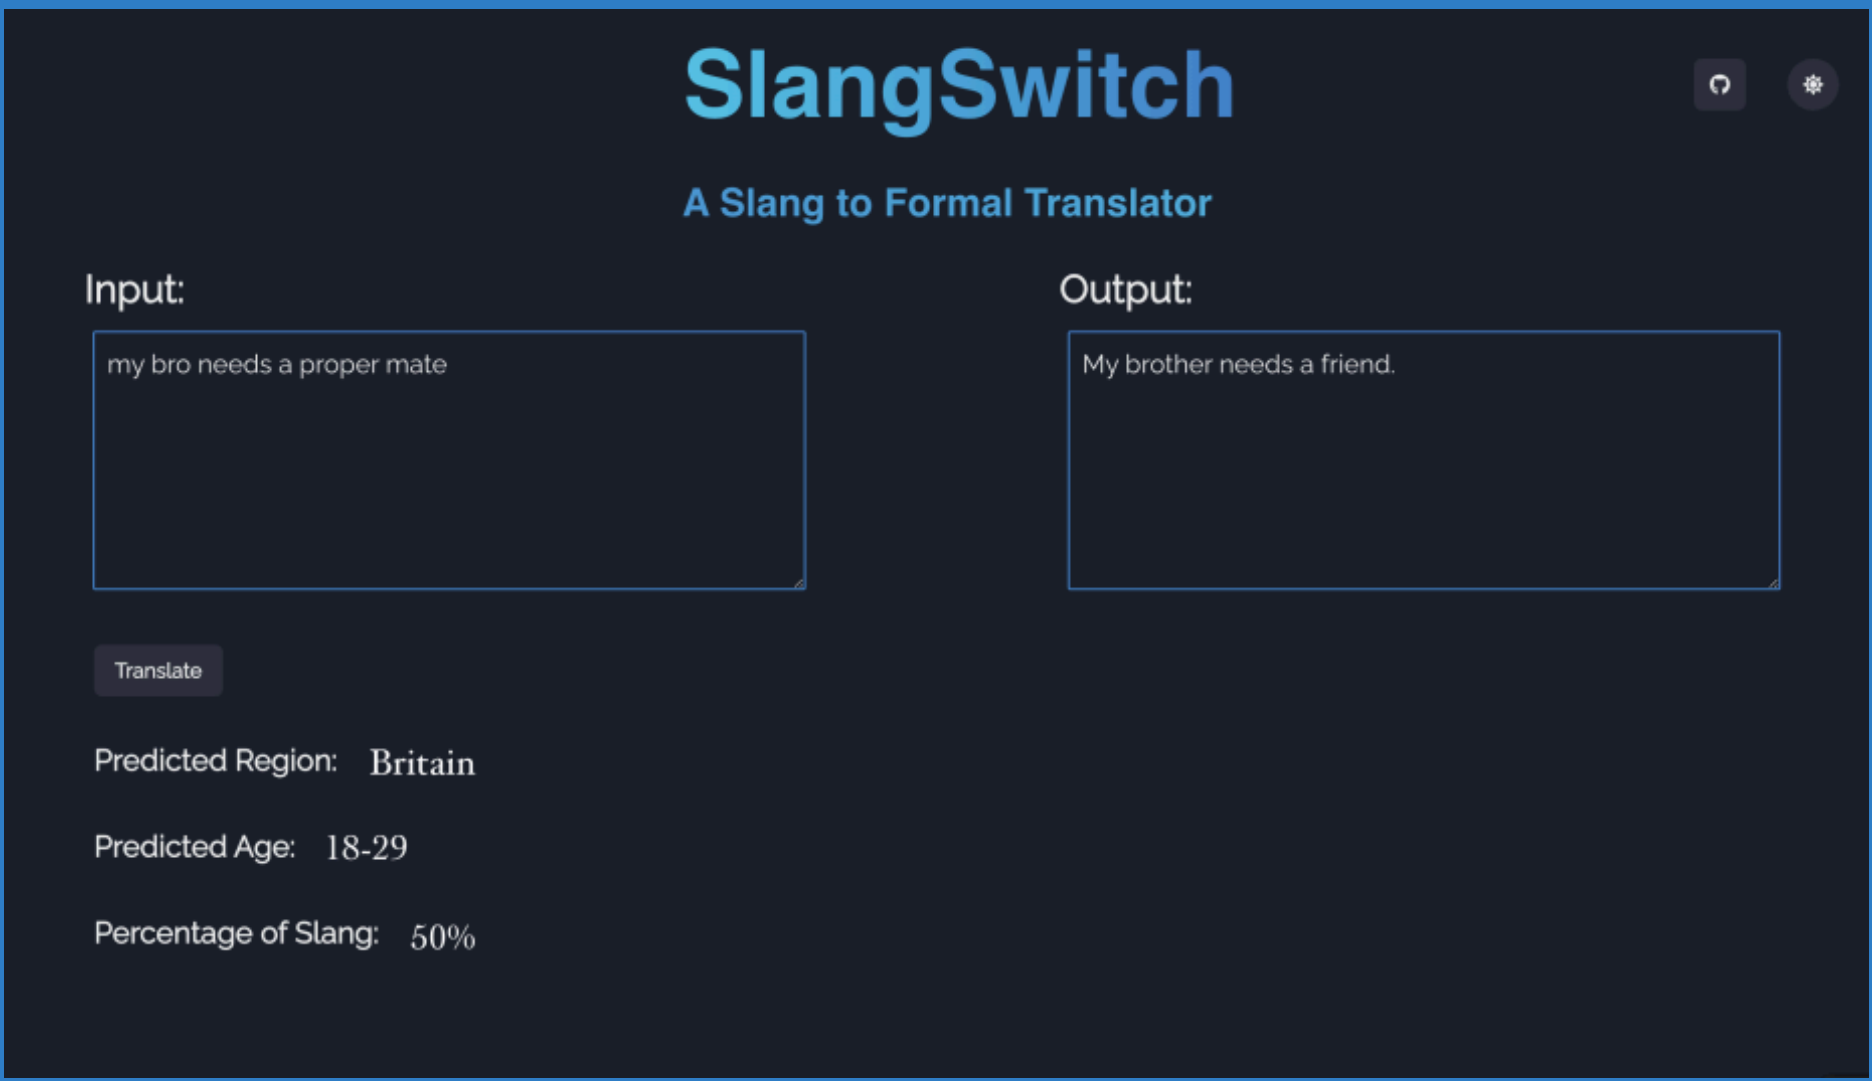 SlangSwitch
A Slang to Formal Translator
Input:
my bro needs a proper mate
Output:
My brother needs a friend.
Translate
Predicted Region: Britain
Predicted Age: 18-29
Percentage of Slang: 50%